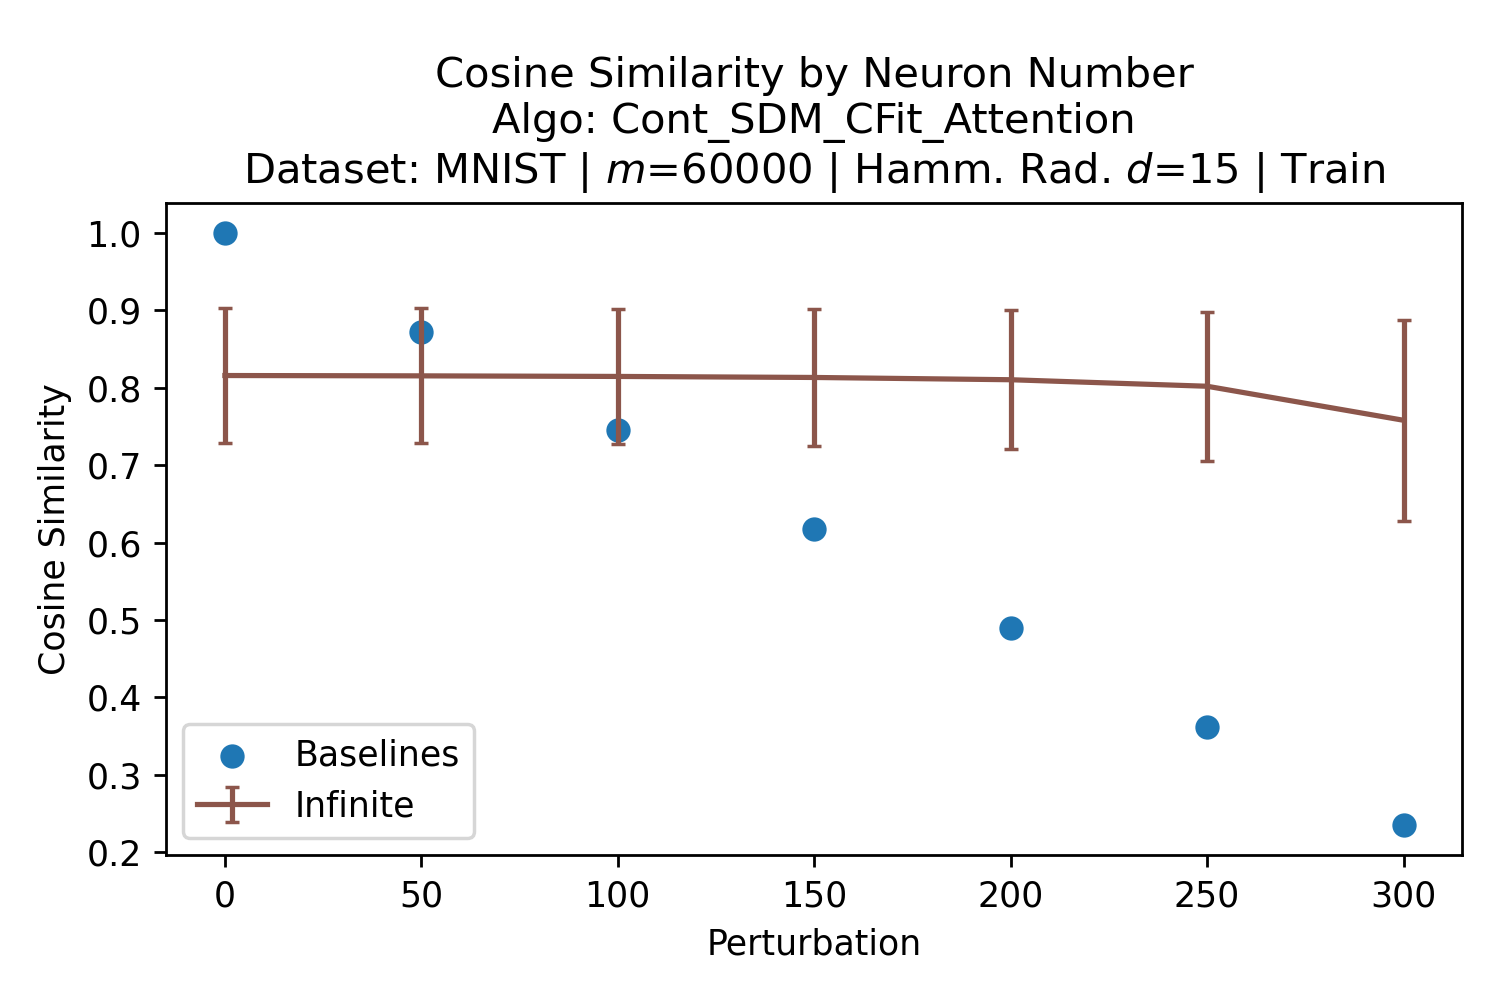 Cosine Similarity by Neuron Number
Algo: Cont_SDM_CFit_Attention
Dataset: MNIST | m=60000 | Hamm. Rad. d=15 | Train
Cosine Similarity
1.0
0.9
0.8
0.7
0.6
0.5
0.4
0.3
0.2
Baselines
Infinite
0 50 100 150 200 250 300
Perturbation